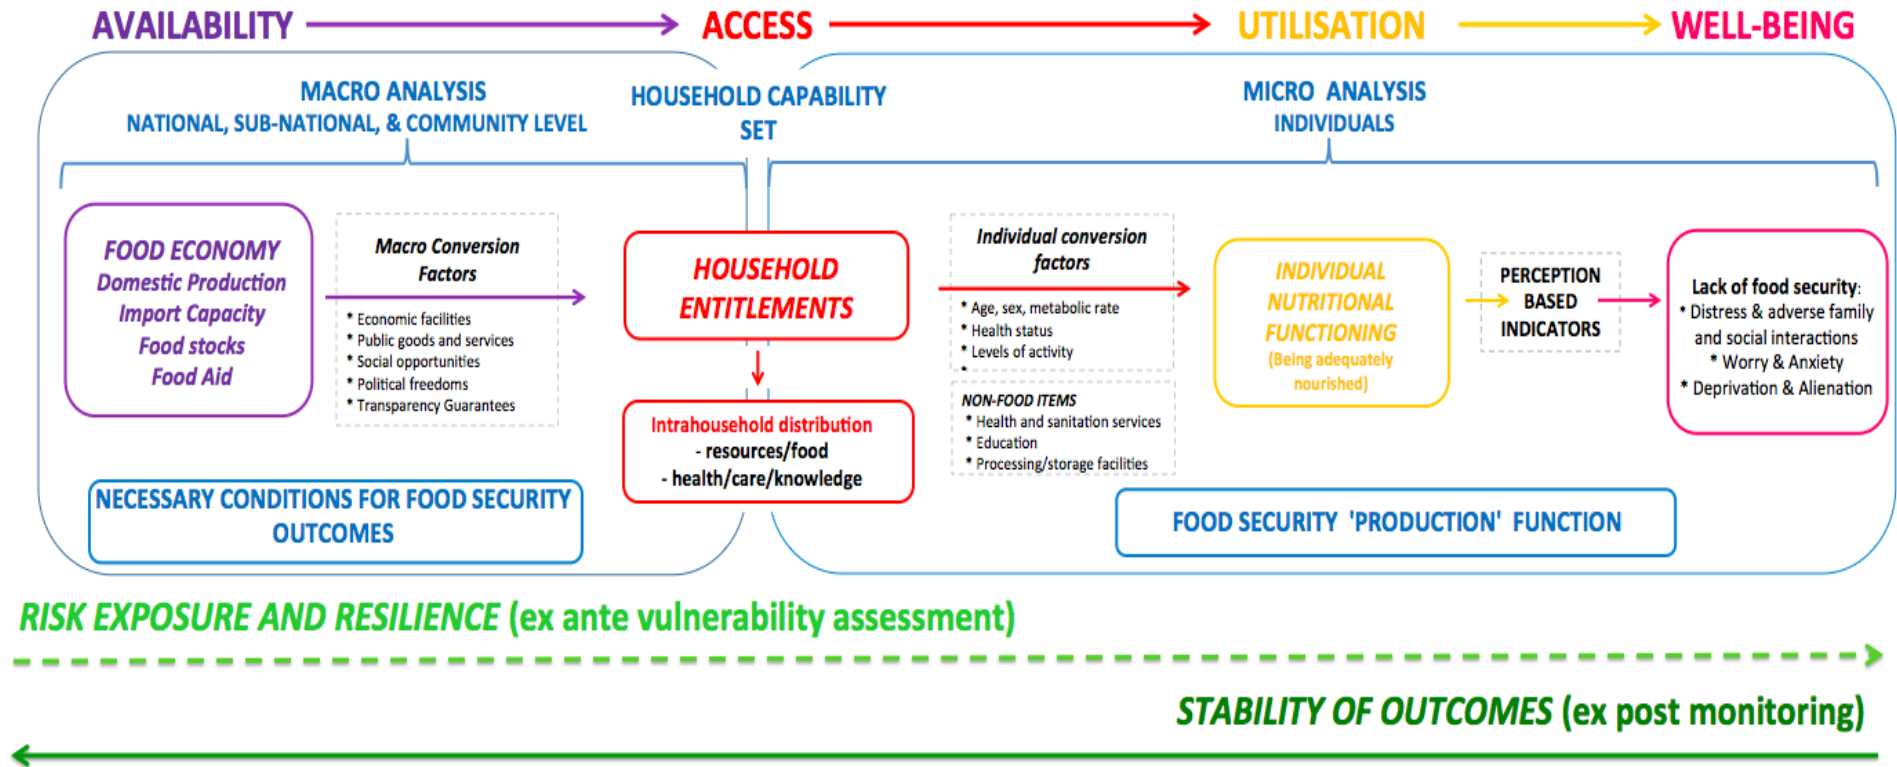 AVAILABILITY
ACCESS
UTILISATION
WELL-BEING
MACRO ANALYSIS
NATIONAL, SUB-NATIONAL, & COMMUNITY LEVEL
HOUSEHOLD CAPABILITY
SET
MICRO ANALYSIS
INDIVIDUALS
FOOD ECONOMY
Domestic Production
Import Capacity
Food stocks
Food Aid
Macro Conversion
Factors
* Economic facilities
* Public goods and services
* Social opportunities
* Political freedoms
* Transparency Guarantees
HOUSEHOLD
ENTITLEMENTS
Intrahousehold distribution
- resources/food
- health/care/knowledge
Individual conversion
factors
* Age, sex, metabolic rate
* Health status
* Levels of activity
*
NON-FOOD ITEMS
* Health and sanitation services
* Education
* Processing/storage facilities
INDIVIDUAL
NUTRITIONAL
FUNCTIONING
(Being adequately
nourished)
PERCEPTION
BASED
INDICATORS
Lack of food security:
* Distress & adverse family
and social interactions
* Worry & Anxiety
* Deprivation & Alienation
NECESSARY CONDITIONS FOR FOOD SECURITY
OUTCOMES
FOOD SECURITY 'PRODUCTION' FUNCTION
RISK EXPOSURE AND RESILIENCE (ex ante vulnerability assessment)
STABILITY OF OUTCOMES (ex post monitoring)